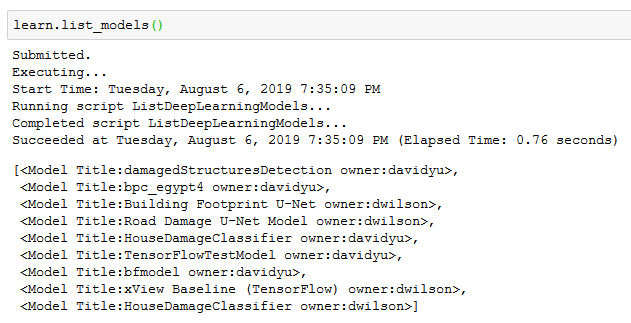 learn.list_models()
Submitted.
Executing...
Start Time: Tuesday, August 6, 2019 7:35:09 PM
Running script ListDeepLearningModels...
Completed script ListDeepLearningModels...
Succeeded at Tuesday, August 6, 2019 7:35:09 PM (Elapsed Time: 0.76 seconds)
[<Model Title:damagedStructuresDetection owner:davidyu>,
<Model Title:bpc_egypt4 owner:davidyu>,
<Model Title:Building Footprint U-Net owner:dwilson>,
<Model Title:Road Damage U-Net Model owner:dwilson>,
<Model Title:HouseDamageClassifier owner:davidyu>,
<Model Title:TensorFlowTestModel owner:davidyu>,
<Model Title:bfmodel owner:davidyu>,
<Model Title:xView Baseline (TensorFlow) owner:dwilson>,
<Model Title:HouseDamageClassifier owner:dwilson>]